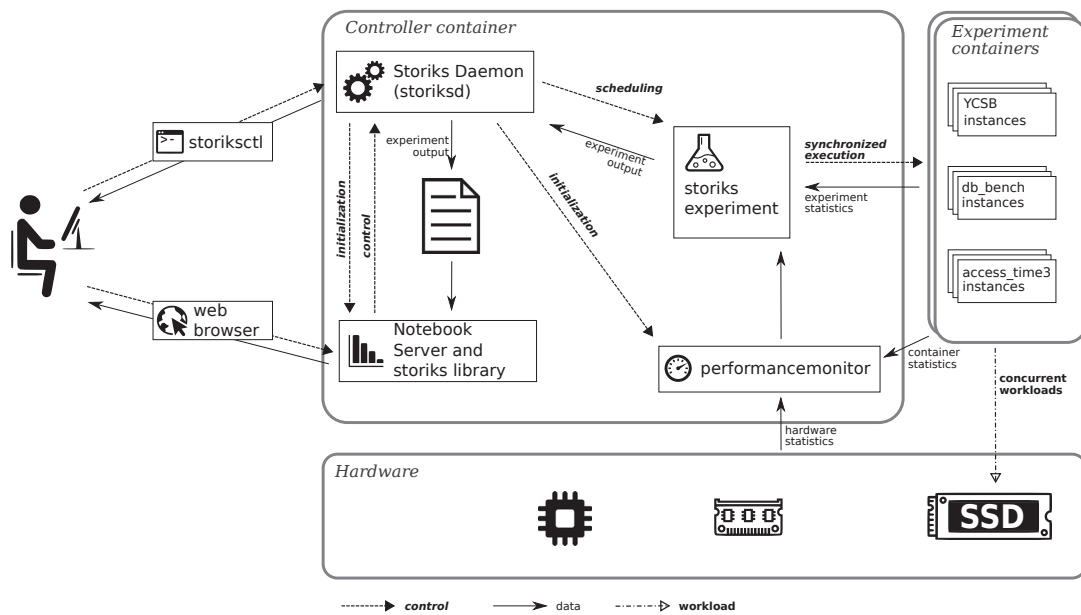 Controller container
Experiment
containers
Storiks Daemon
(storiksd)
scheduling
YCSB
instances
storiksctl
experiment
output
experiment
output
storiks
experiment
synchronized
execution
experiment
statistics
db_bench
instances
initialization
control
initialization
access_time3
instances
web
browser
Notebook
Server and
storiks library
performancemonitor
container
statistics
concurrent
workloads
hardware
statistics
Hardware
SSD
control
data
workload